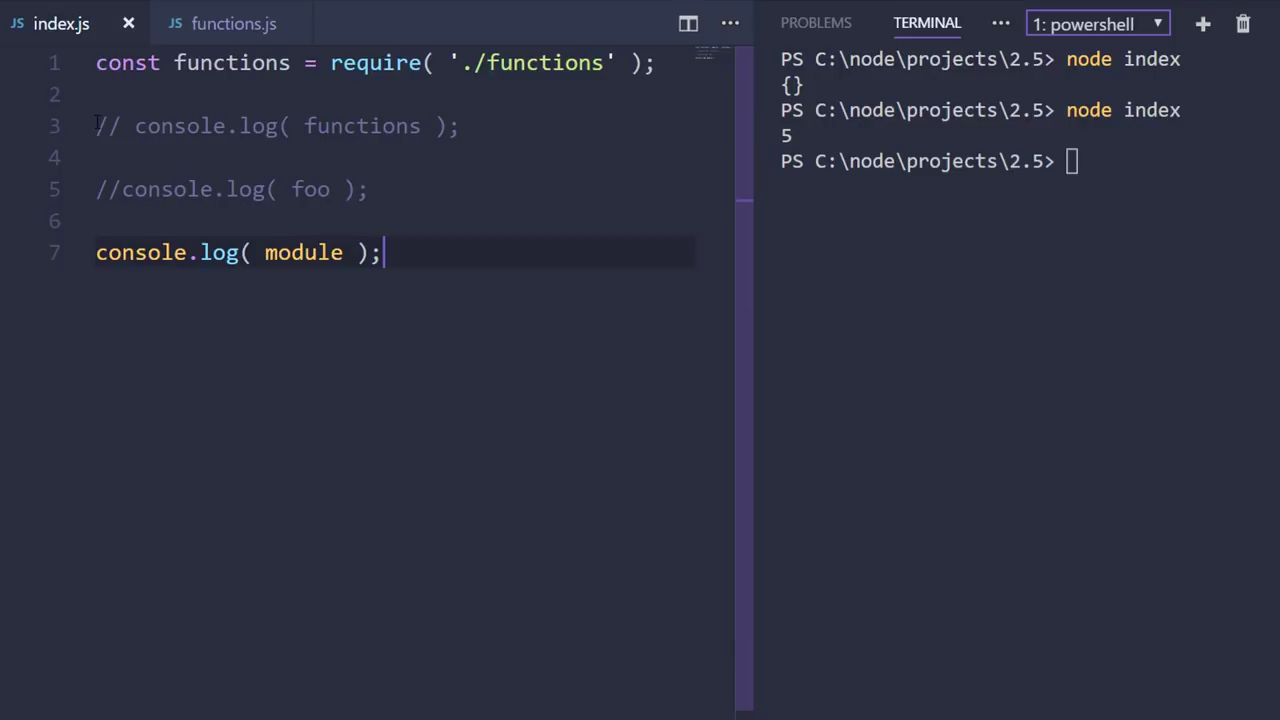 JS index.js × JS functions.js
1 const functions = require( './functions' );
2
3 // console.log( functions );
4
5 //console.log( foo );
6
7 console.log( module );
PROBLEMS TERMINAL ··· 1: powershell
PS C:\node\projects\2.5> node index
{}
PS C:\node\projects\2.5> node index
5
PS C:\node\projects\2.5>